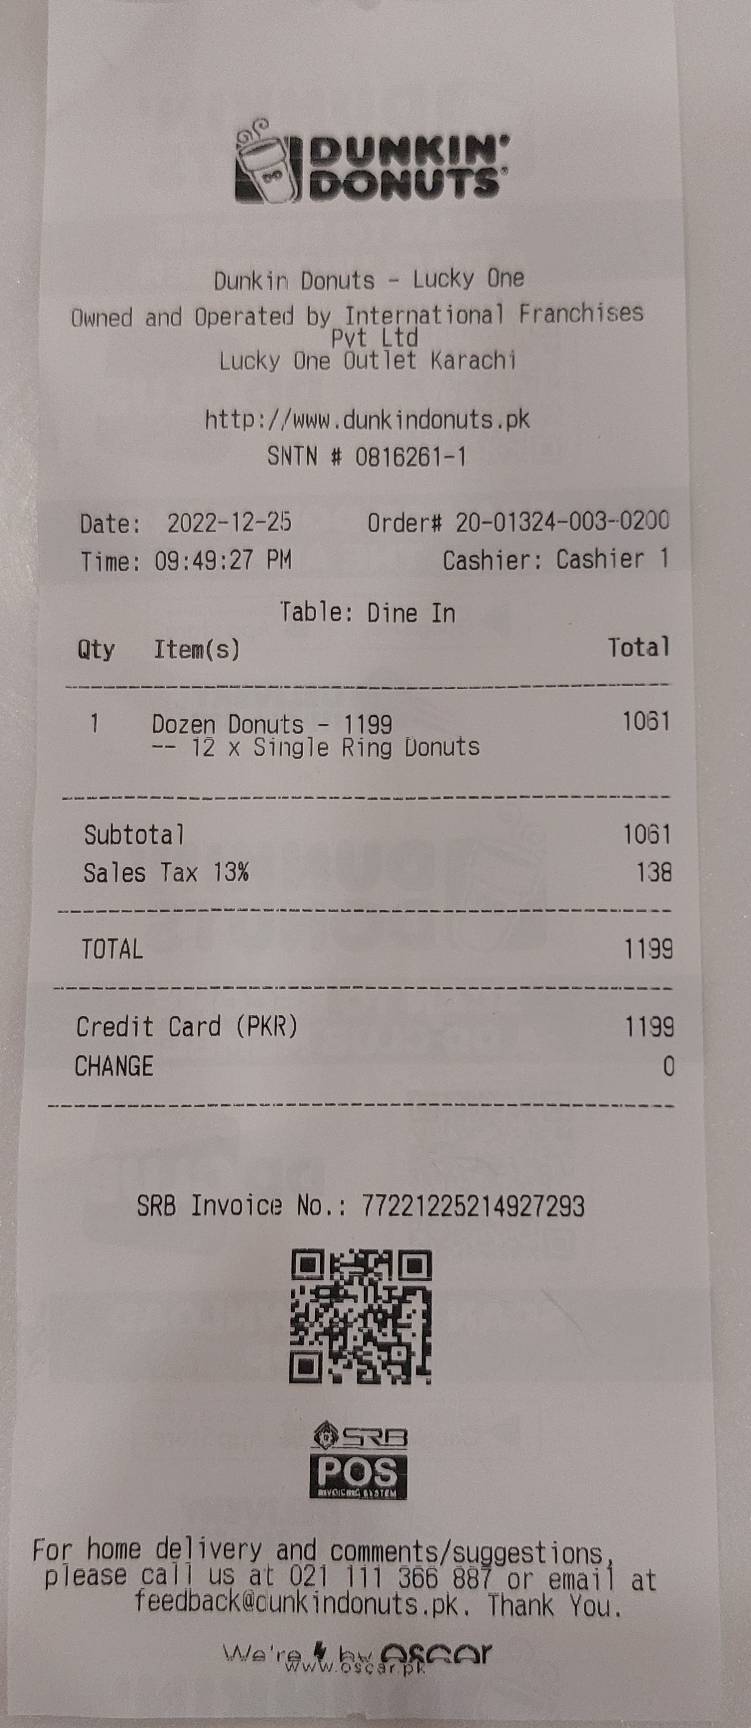 DUNKIN'
DONUTS
Dunkin Donuts - Lucky One
Owned and Operated by International Franchises
Pvt Ltd
Lucky One Outlet Karachi
http://www.dunkindonuts.pk
SNTN # 0816261-1
Date: 2022-12-25 Order# 20-01324-003-0200
Time: 09:49:27 PM Cashier: Cashier 1
Table: Dine In
Qty Item(s) Total
1 Dozen Donuts - 1199 1061
-- 12 x Single Ring Donuts
Subtotal 1061
Sales Tax 13% 138
TOTAL 1199
Credit Card (PKR) 1199
CHANGE 0
SRB Invoice No.: 77221225214927293
SRB
POS
INVOICING SYSTEM
For home delivery and comments/suggestions,
please call us at 021 111 366 887 or email at
feedback@cunkindonuts.pk. Thank You.
We're by oscar
www.oscar.pk